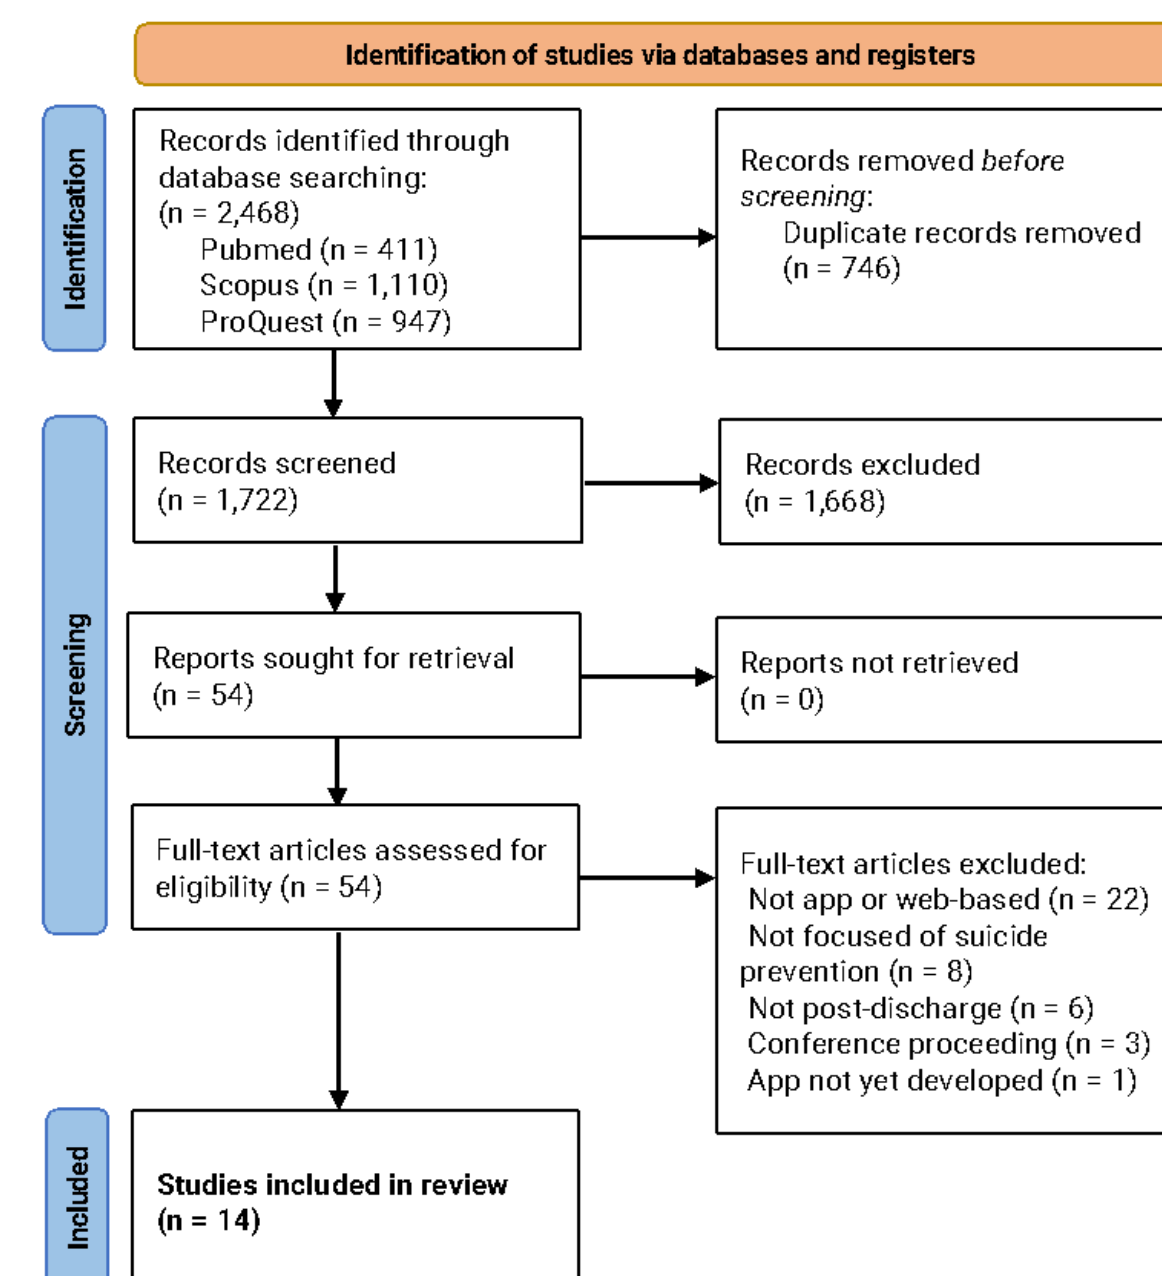 Identification of studies via databases and registers
Identification
Records identified through
database searching:
(n = 2,468)
Pubmed (n = 411)
Scopus (n = 1,110)
ProQuest (n = 947)
Records removed before
screening:
Duplicate records removed
(n = 746)
Screening
Records screened
(n = 1,722)
Records excluded
(n = 1,668)
Reports sought for retrieval
(n = 54)
Reports not retrieved
(n = 0)
Full-text articles assessed for
eligibility (n = 54)
Full-text articles excluded:
Not app or web-based (n = 22)
Not focused of suicide
prevention (n = 8)
Not post-discharge (n = 6)
Conference proceeding (n = 3)
App not yet developed (n = 1)
Included
Studies included in review
(n = 14)